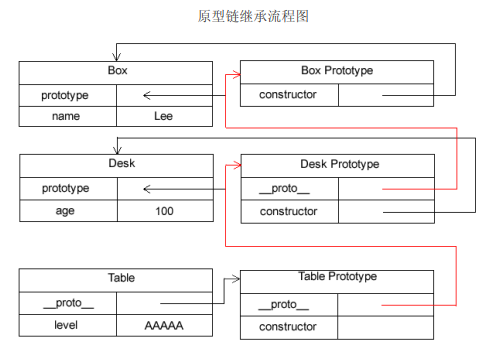 原型链继承流程图
Box
prototype
name Lee
Box Prototype
constructor
Desk
prototype
age 100
Desk Prototype
__proto__
constructor
Table
__proto__
level AAAAA
Table Prototype
__proto__
constructor